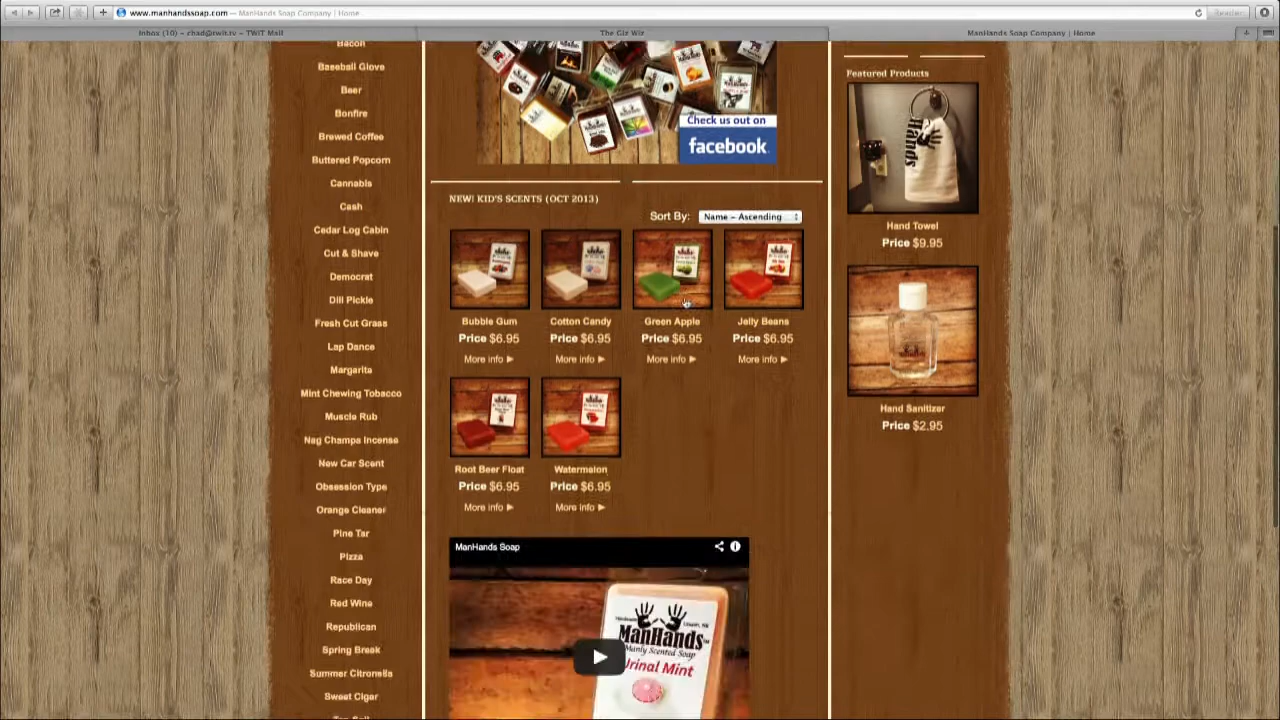 www.manhandssoap.com — ManHands Soap Company | Home
Reader
Inbox (10) – chad@twit.tv – TWiT Mail
The Giz Wiz
ManHands Soap Company | Home
Bacon
Baseball Glove
Beer
Bonfire
Brewed Coffee
Buttered Popcorn
Cannabis
Cash
Cedar Log Cabin
Cut & Shave
Democrat
Dill Pickle
Fresh Cut Grass
Lap Dance
Margarita
Mint Chewing Tobacco
Muscle Rub
Nag Champa Incense
New Car Scent
Obsession Type
Orange Cleaner
Pine Tar
Pizza
Race Day
Red Wine
Republican
Spring Break
Summer Citronella
Sweet Cigar
Check us out on
facebook
NEW! KID'S SCENTS (OCT 2013)
Sort By: Name – Ascending
Bubble Gum
Price $6.95
More info
Cotton Candy
Price $6.95
More info
Green Apple
Price $6.95
More info
Jelly Beans
Price $6.95
More info
Root Beer Float
Price $6.95
More info
Watermelon
Price $6.95
More info
ManHands Soap
ManHands
Manly Scented Soap
Urinal Mint
Featured Products
Hands
Hand Towel
Price $9.95
Hand Sanitizer
Price $2.95